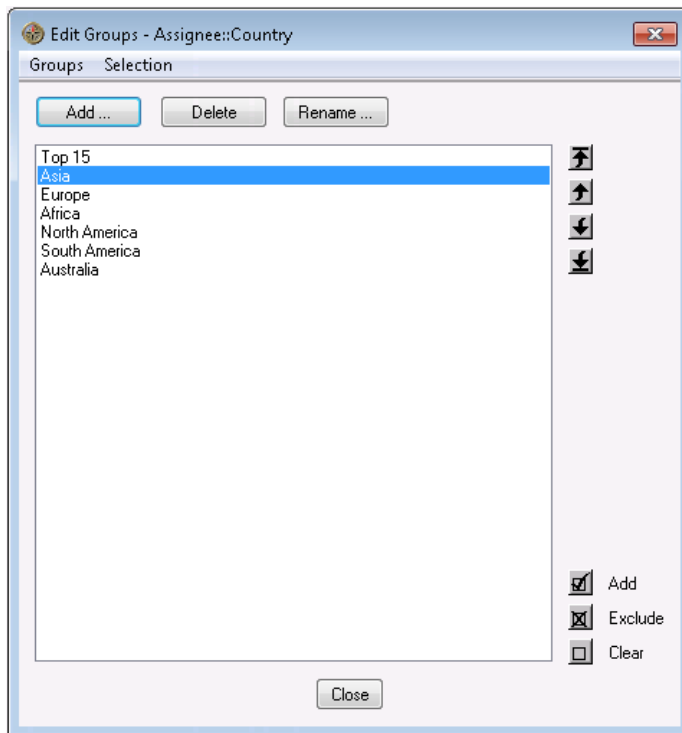 Edit Groups - Assignee::Country
Groups Selection
Add ... Delete Rename ...
Top 15
Asia
Europe
Africa
North America
South America
Australia
Add
Exclude
Clear
Close